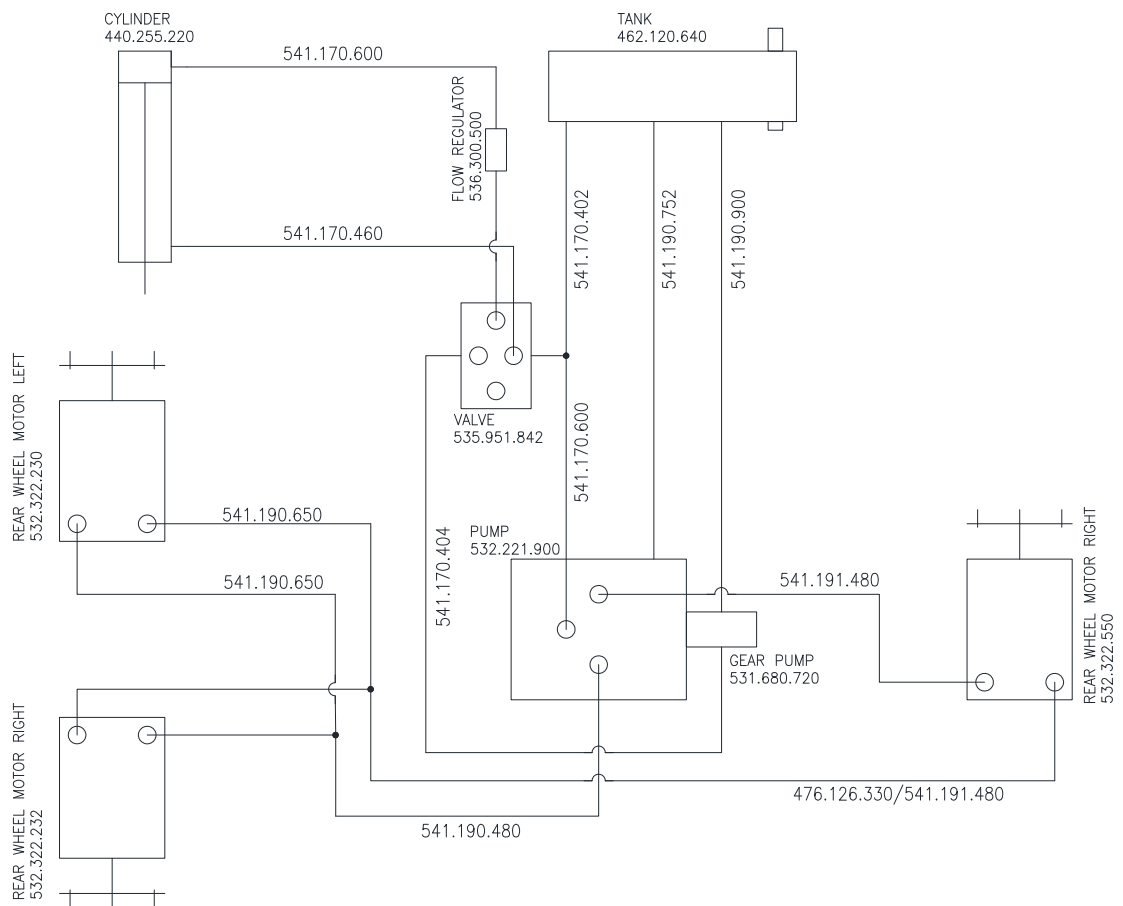 CYLINDER
440.255.220
TANK
462.120.640
541.170.600
FLOW REGULATOR
536.300.500
541.170.402
541.190.752
541.190.900
541.170.460
REAR WHEEL MOTOR LEFT
532.322.230
VALVE
535.951.842
541.170.600
541.190.650
541.170.404
PUMP
532.221.900
541.190.650
541.191.480
REAR WHEEL MOTOR RIGHT
532.322.550
GEAR PUMP
531.680.720
REAR WHEEL MOTOR RIGHT
532.322.232
476.126.330/541.191.480
541.190.480